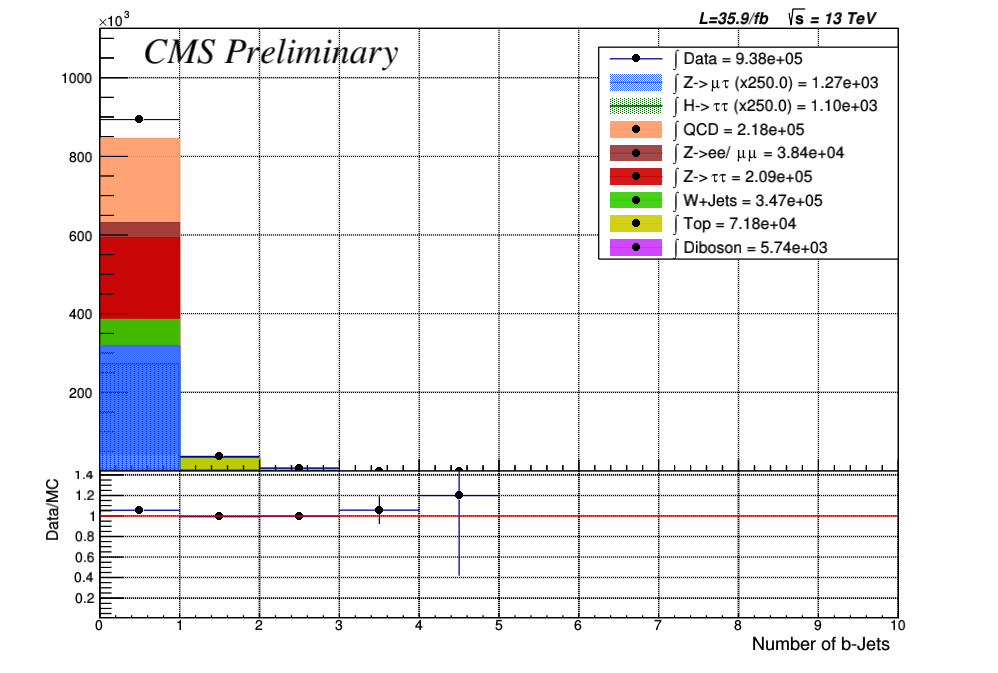 ×10³
L=35.9/fb √s = 13 TeV
CMS Preliminary
∫ Data = 9.38e+05
∫ Z->μτ (x250.0) = 1.27e+03
∫ H->ττ (x250.0) = 1.10e+03
∫ QCD = 2.18e+05
∫ Z->ee/ μμ = 3.84e+04
∫ Z->ττ = 2.09e+05
∫ W+Jets = 3.47e+05
∫ Top = 7.18e+04
∫ Diboson = 5.74e+03
1000
800
600
400
200
1.4
1.2
1
0.8
0.6
0.4
0.2
Data/MC
0 1 2 3 4 5 6 7 8 9 10
Number of b-Jets